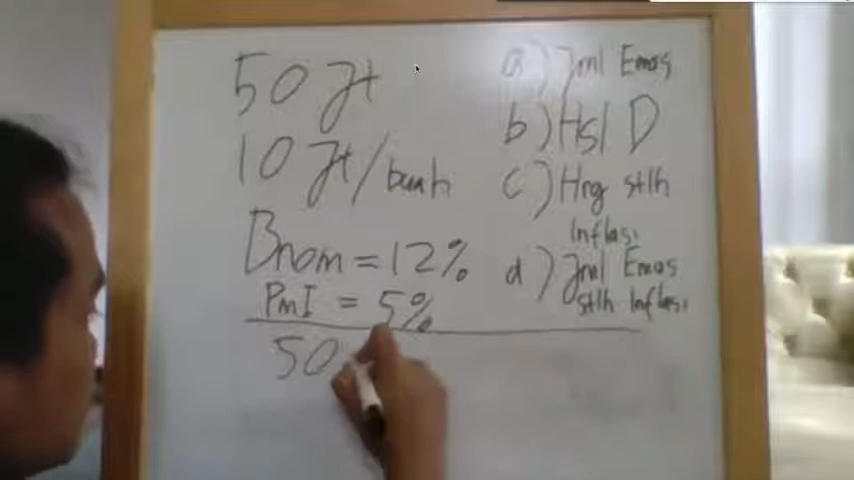 50 Jt
10 Jt/buah
Bnom = 12%
PmI = 5%
50
a) Jml Emas
b) Hsl D
c) Hrg stlh
Inflasi
d) Jml Emas
stlh Inflasi